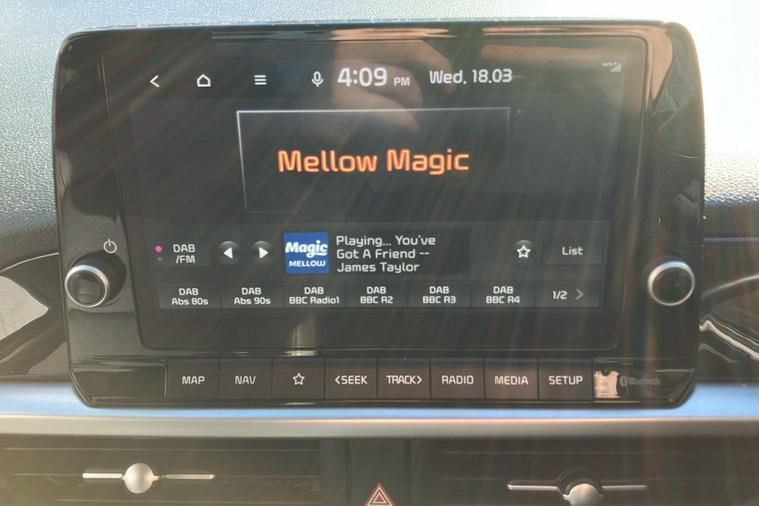 4:09 PM Wed, 18.03
Mellow Magic
DAB
/FM
Magic
MELLOW
Playing... You've
Got A Friend --
James Taylor
List
DAB
Abs 80s
DAB
Abs 90s
DAB
BBC Radio1
DAB
BBC R2
DAB
BBC R3
DAB
BBC R4
1/2
MAP
NAV
<SEEK
TRACK>
RADIO
MEDIA
SETUP
Bluetooth